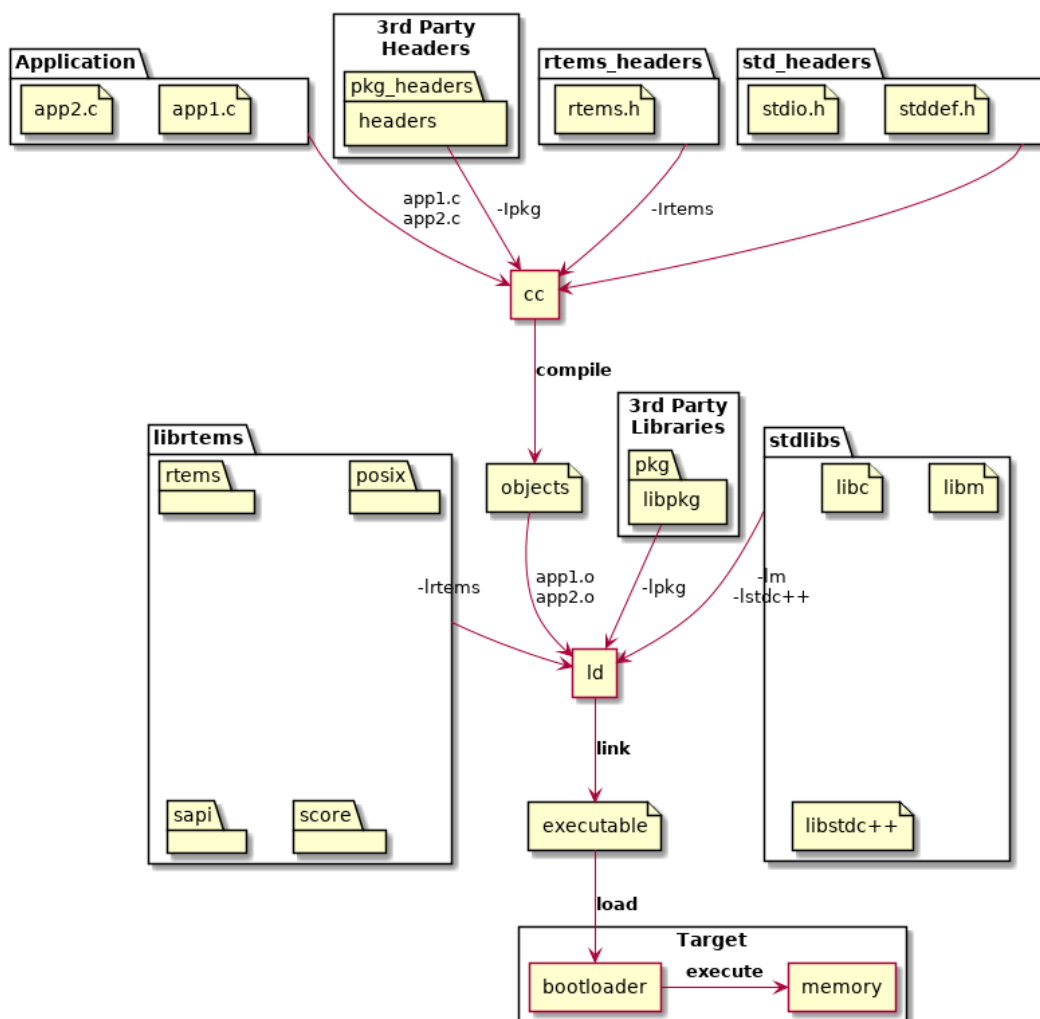 3rd Party
Headers
Application
rtems_headers
std_headers
pkg_headers
app2.c
app1.c
headers
rtems.h
stdio.h
stddef.h
app1.c
app2.c
-Ipkg
-Irtems
cc
compile
3rd Party
Libraries
librtems
stdlibs
rtems
posix
objects
pkg
libpkg
libc
libm
-lrtems
app1.o
app2.o
-lpkg
-lm
-lstdc++
ld
link
sapi
score
executable
libstdc++
load
Target
bootloader
execute
memory